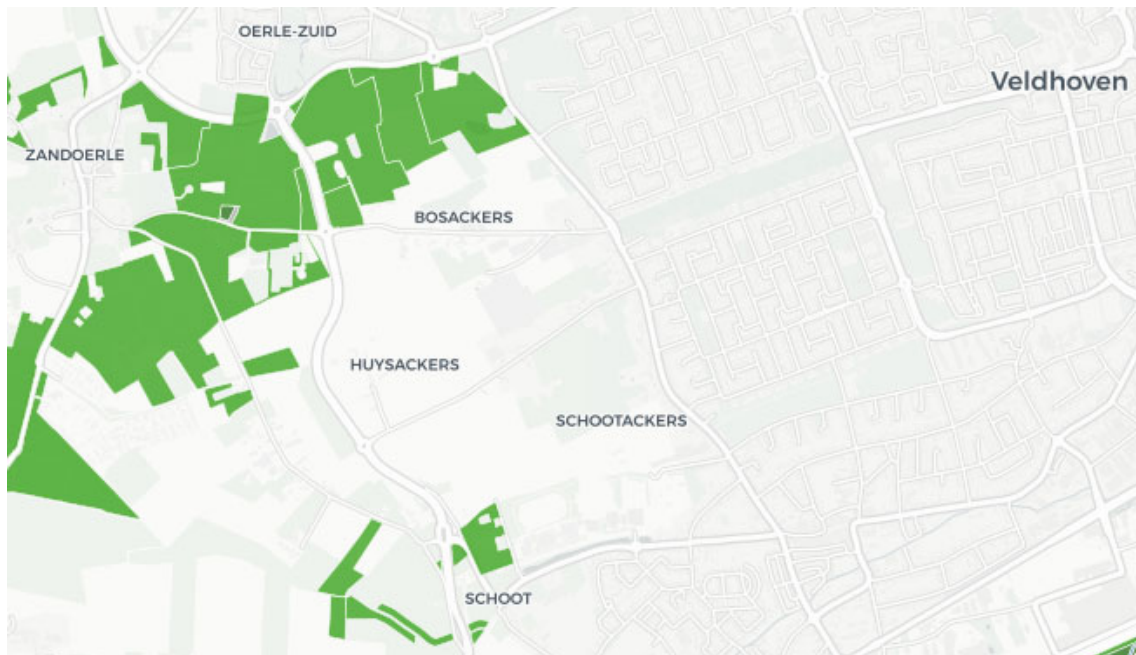 OERLE-ZUID
Veldhoven
ZANDOERLE
BOSACKERS
HUYSACKERS
SCHOOTACKERS
SCHOOT